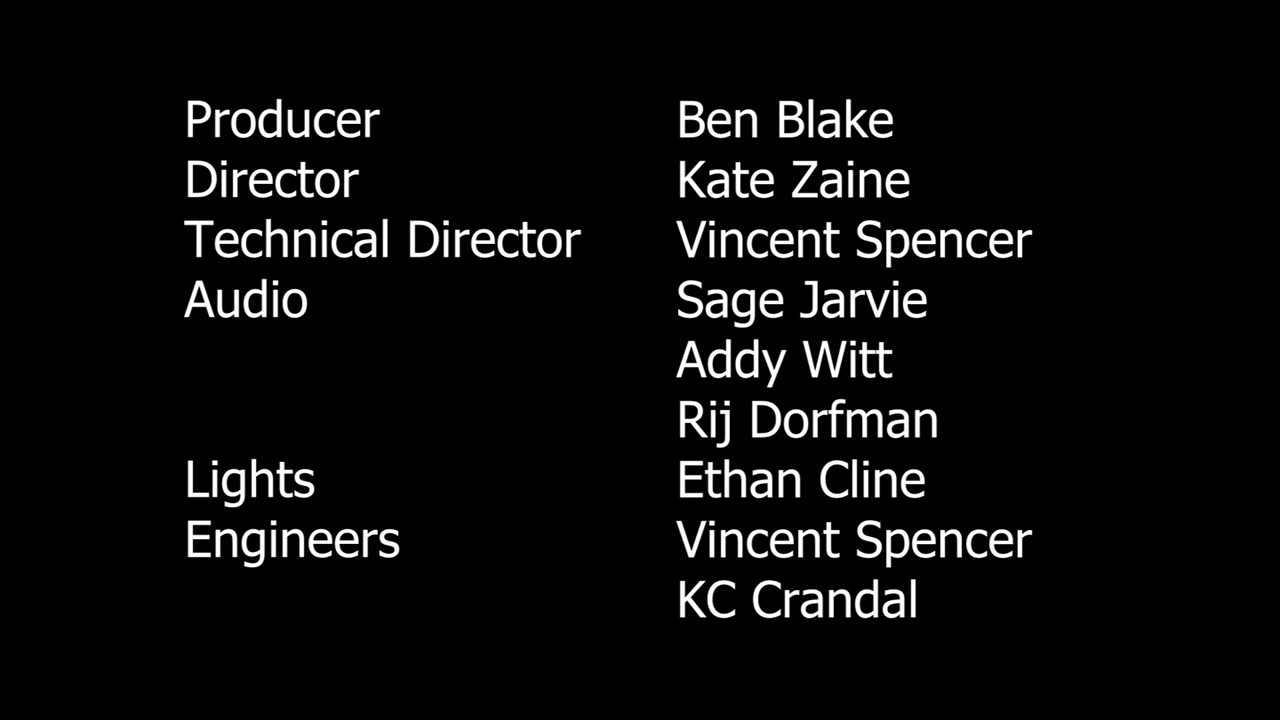 Producer Ben Blake
Director Kate Zaine
Technical Director Vincent Spencer
Audio Sage Jarvie
Addy Witt
Rij Dorfman
Lights Ethan Cline
Engineers Vincent Spencer
KC Crandal